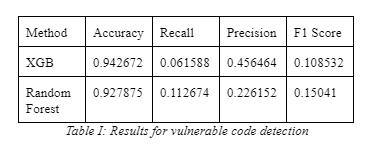 Method Accuracy Recall Precision F1 Score
XGB 0.942672 0.061588 0.456464 0.108532
Random Forest 0.927875 0.112674 0.226152 0.15041
Table I: Results for vulnerable code detection